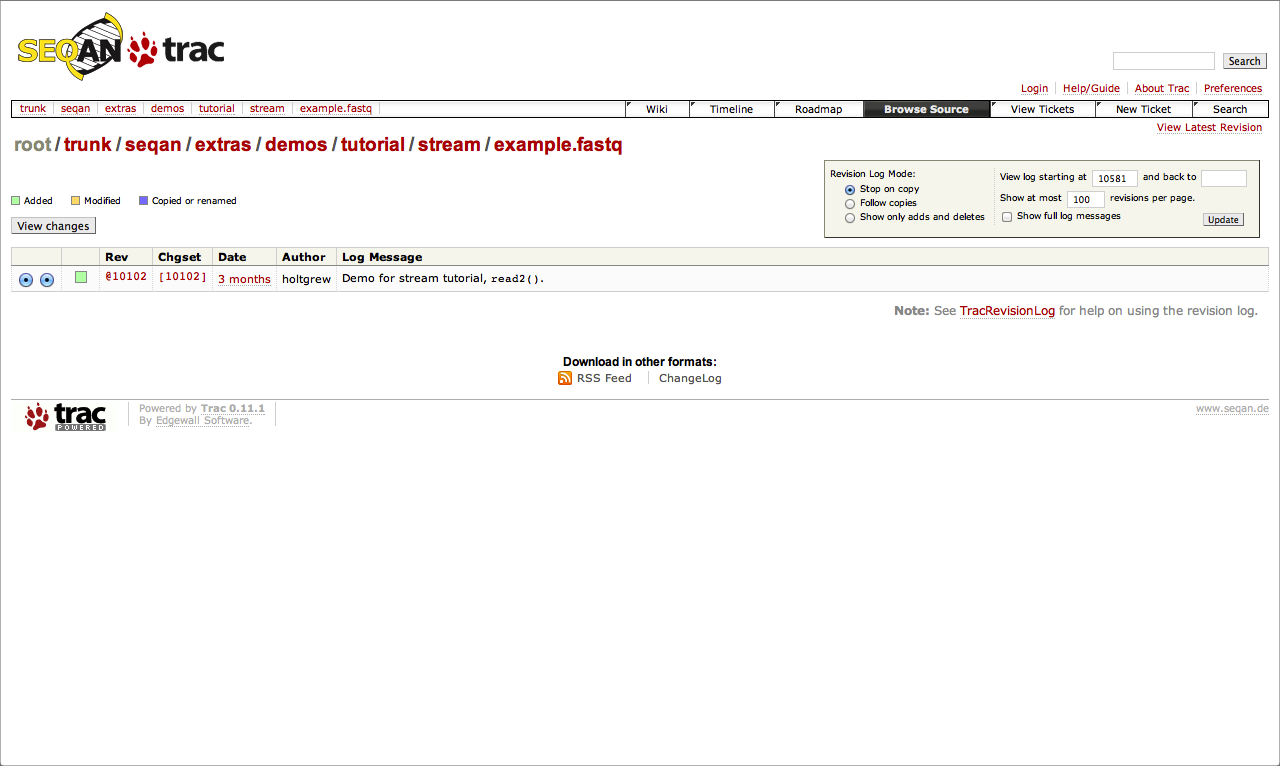 SEQAN trac
Search
Login Help/Guide About Trac Preferences
trunk seqan extras demos tutorial stream example.fastq Wiki Timeline Roadmap Browse Source View Tickets New Ticket Search
View Latest Revision
root / trunk / seqan / extras / demos / tutorial / stream / example.fastq
Revision Log Mode:
Stop on copy
Follow copies
Show only adds and deletes
View log starting at 10581 and back to
Show at most 100 revisions per page.
Show full log messages
Update
Added Modified Copied or renamed
View changes
Rev Chgset Date Author Log Message
@10102 [10102] 3 months holtgrew Demo for stream tutorial, read2().
Note: See TracRevisionLog for help on using the revision log.
Download in other formats:
RSS Feed ChangeLog
trac POWERED
Powered by Trac 0.11.1
By Edgewall Software.
www.seqan.de